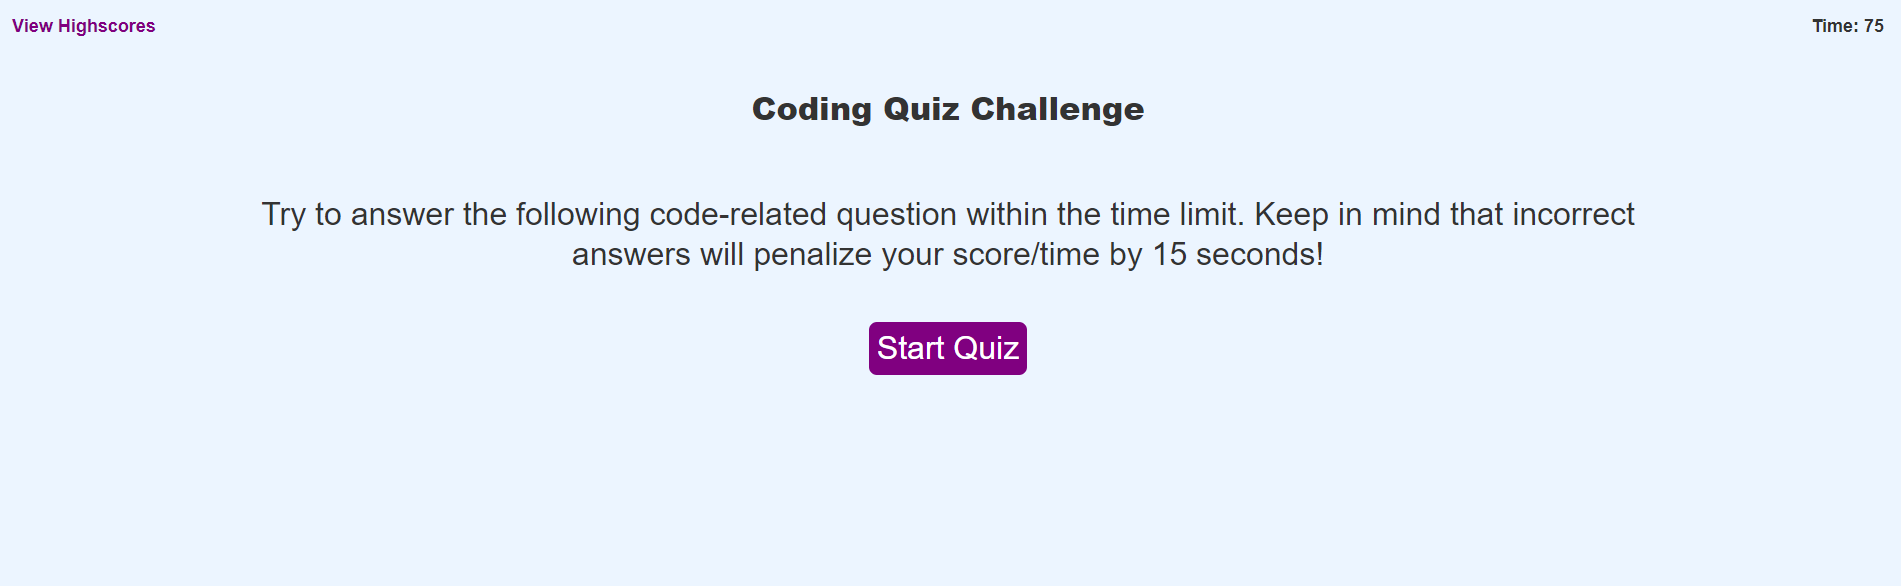 View Highscores
Time: 75
Coding Quiz Challenge
Try to answer the following code-related question within the time limit. Keep in mind that incorrect
answers will penalize your score/time by 15 seconds!
Start Quiz